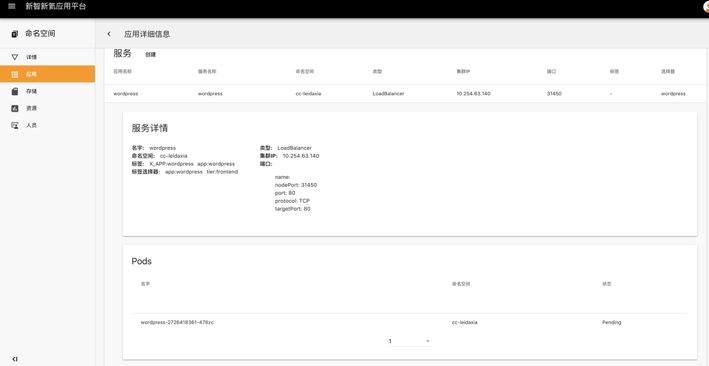 新智新氦应用平台
命名空间
应用详细信息
详情
应用
存储
资源
人员
服务 创建
应用名称 服务名称 命名空间 类型 集群IP 端口 标签 选择器
wordpress wordpress cc-leidaxia LoadBalancer 10.254.63.140 31450 - wordpress
服务详情
名字: wordpress
命名空间: cc-leidaxia
标签: X_APP:wordpress app:wordpress
标签选择器: app:wordpress tier:frontend
类型: LoadBalancer
集群IP: 10.254.63.140
端口:
name:
nodePort: 31450
port: 80
protocol: TCP
targetPort: 80
Pods
名字 命名空间 状态
wordpress-2726416361-476zc cc-leidaxia Pending
1